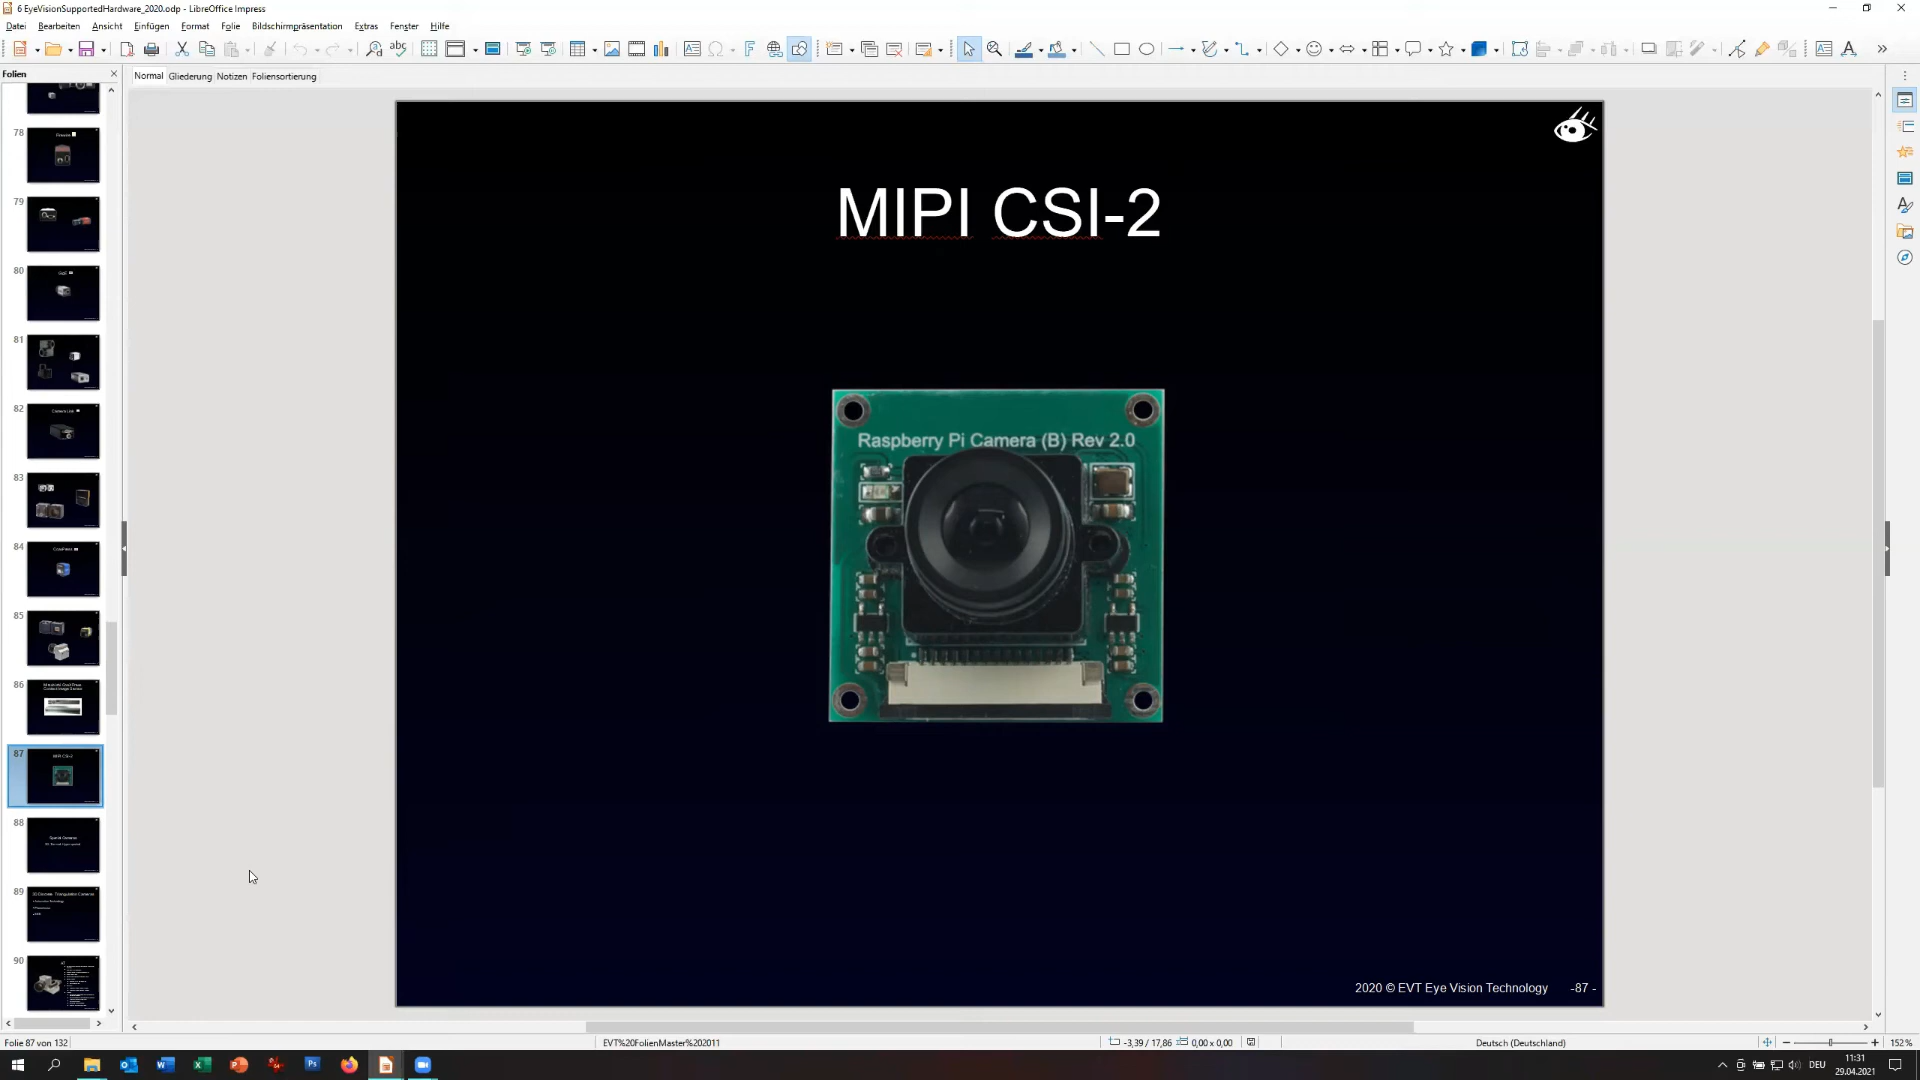 6 EyeVisionSupportedHardware_2020.odp - LibreOffice Impress
Datei Bearbeiten Ansicht Einfügen Format Folie Bildschirmpräsentation Extras Fenster Hilfe
Folien
Normal Gliederung Notizen Foliensortierung
78
79
80
81
82
83
84
85
86
87
MIPI CSI-2
88
89
90
MIPI CSI-2
Raspberry Pi Camera (B) Rev 2.0
2020 © EVT Eye Vision Technology -87 -
Folie 87 von 132
EVT%20FolienMaster%202011
-3,39 / 17,86
0,00 x 0,00
Deutsch (Deutschland)
152%
DEU
11:31
29.04.2021